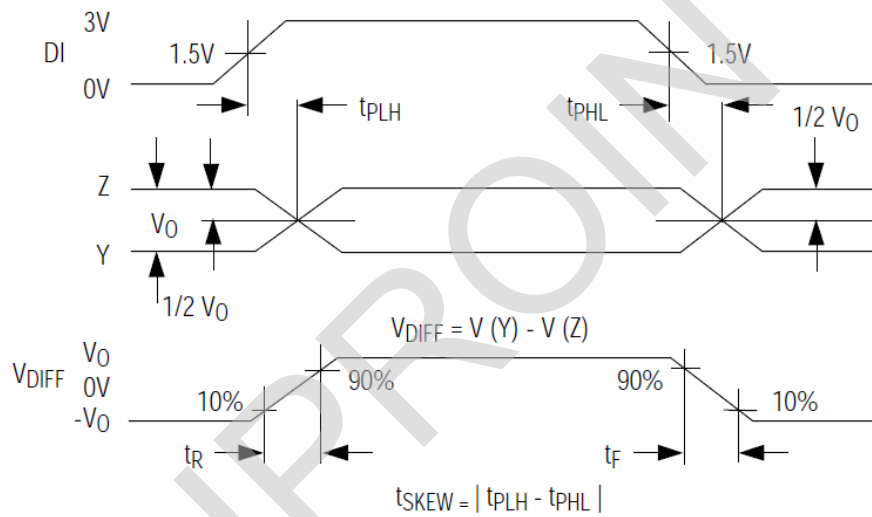 3V
DI
1.5V
1.5V
0V
tPLH
tPHL
1/2 VO
Z
VO
Y
1/2 VO
VDIFF = V (Y) - V (Z)
VO
VDIFF
0V
90%
90%
10%
10%
-VO
tR
tF
tSKEW = | tPLH - tPHL |
IPROIN